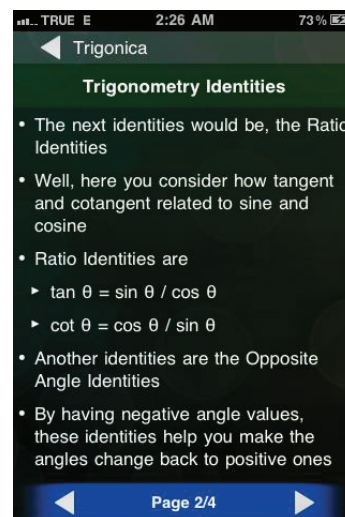 TRUE E 2:26 AM 73%
Trigonica
Trigonometry Identities
• The next identities would be, the Ratio
Identities
• Well, here you consider how tangent
and cotangent related to sine and
cosine
• Ratio Identities are
▸ tan θ = sin θ / cos θ
▸ cot θ = cos θ / sin θ
• Another identities are the Opposite
Angle Identities
• By having negative angle values,
these identities help you make the
angles change back to positive ones
Page 2/4